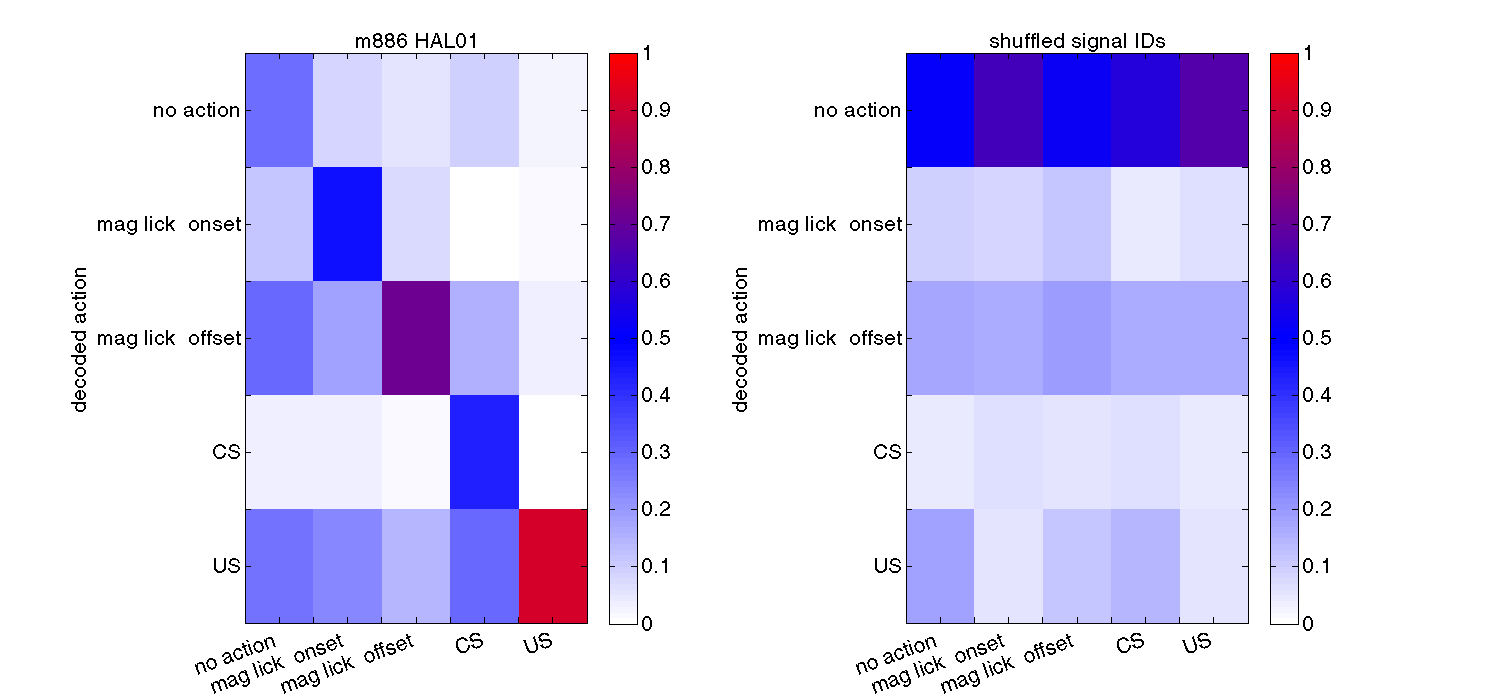 m886 HAL01
no action
mag lick onset
mag lick offset
CS
US
decoded action
no action
mag lick onset
mag lick offset
CS
US
1
0.9
0.8
0.7
0.6
0.5
0.4
0.3
0.2
0.1
0
shuffled signal IDs
no action
mag lick onset
mag lick offset
CS
US
decoded action
no action
mag lick onset
mag lick offset
CS
US
1
0.9
0.8
0.7
0.6
0.5
0.4
0.3
0.2
0.1
0